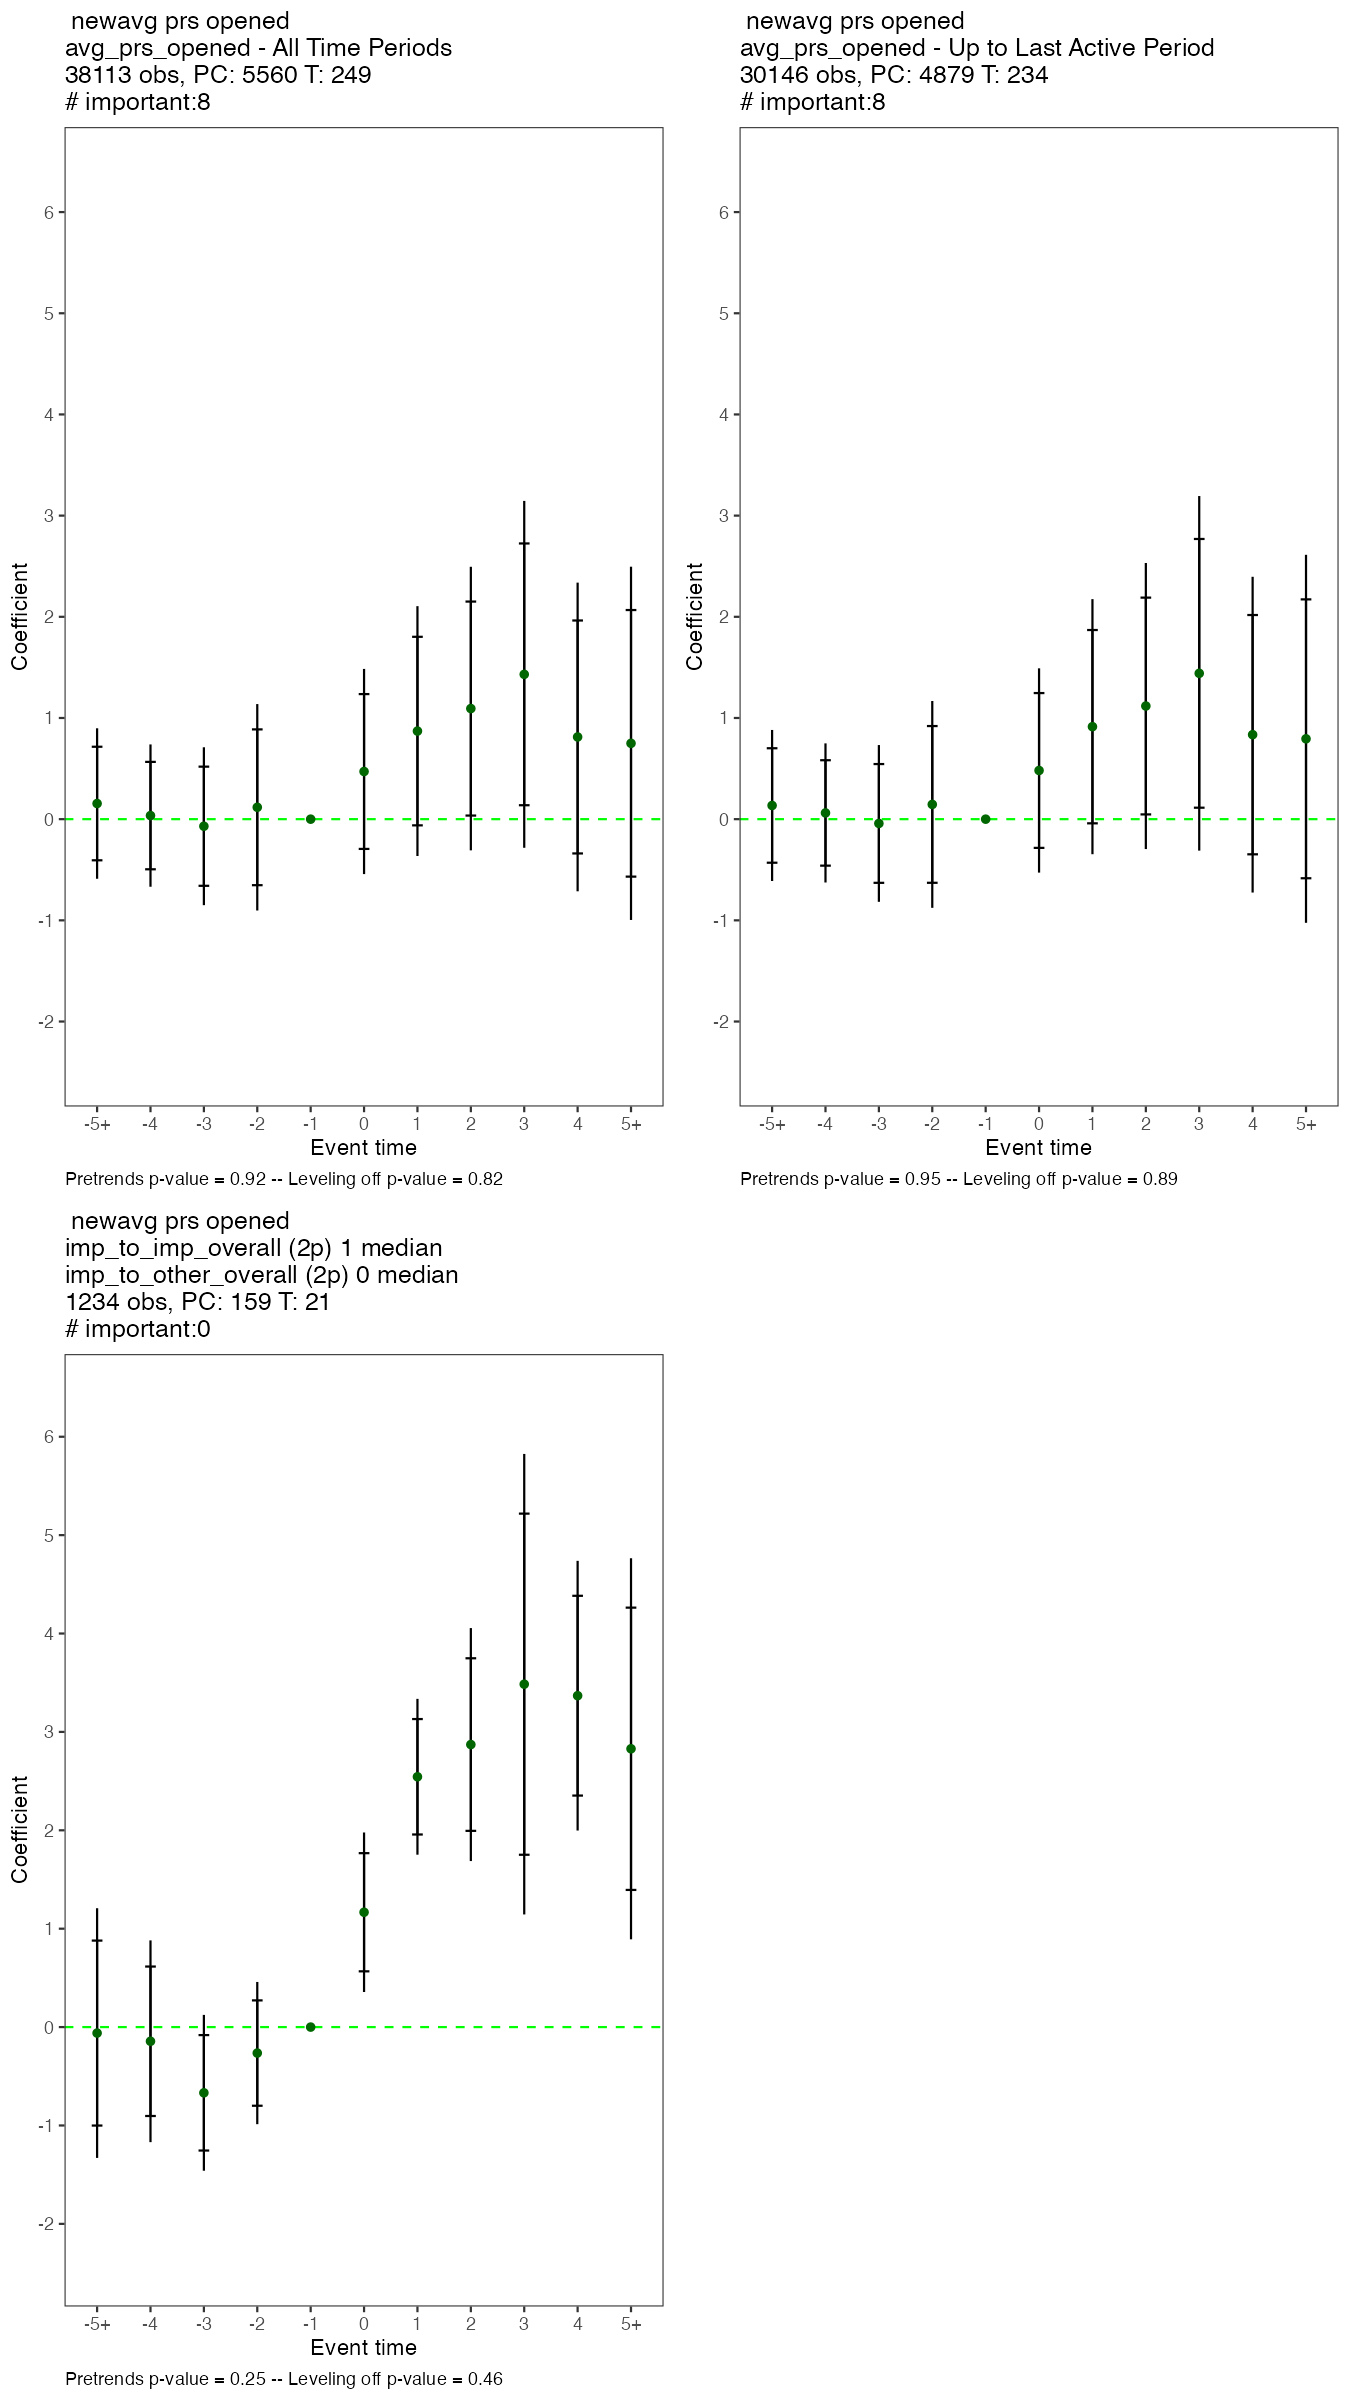 newavg prs opened
avg_prs_opened - All Time Periods
38113 obs, PC: 5560 T: 249
# important:8
6
5
4
3
2
1
0
-1
-2
Coefficient
-5+ -4 -3 -2 -1 0 1 2 3 4 5+
Event time
Pretrends p-value = 0.92 -- Leveling off p-value = 0.82
newavg prs opened
avg_prs_opened - Up to Last Active Period
30146 obs, PC: 4879 T: 234
# important:8
6
5
4
3
2
1
0
-1
-2
Coefficient
-5+ -4 -3 -2 -1 0 1 2 3 4 5+
Event time
Pretrends p-value = 0.95 -- Leveling off p-value = 0.89
newavg prs opened
imp_to_imp_overall (2p) 1 median
imp_to_other_overall (2p) 0 median
1234 obs, PC: 159 T: 21
# important:0
6
5
4
3
2
1
0
-1
-2
Coefficient
-5+ -4 -3 -2 -1 0 1 2 3 4 5+
Event time
Pretrends p-value = 0.25 -- Leveling off p-value = 0.46